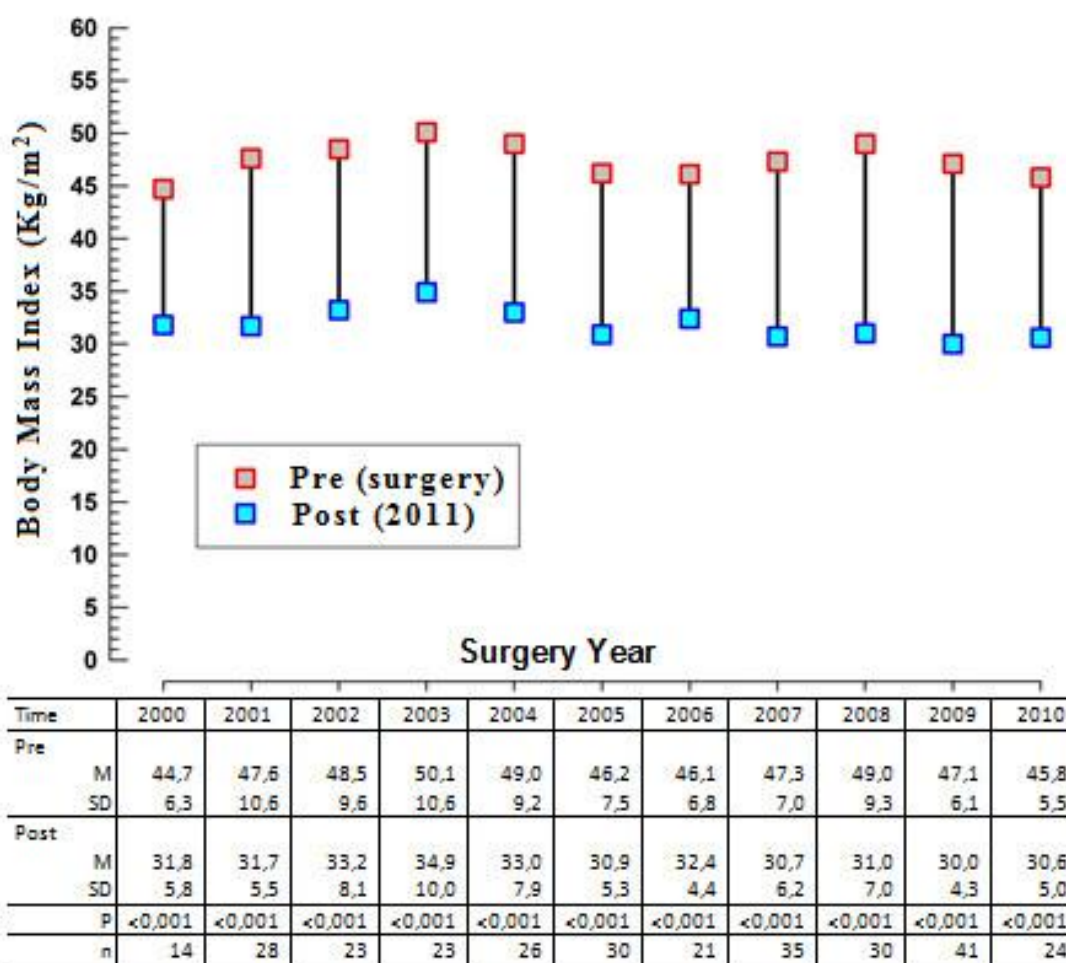 60
55
50
45
40
35
30
25
20
15
10
5
0
Body Mass Index (Kg/m²)
Pre (surgery)
Post (2011)
Surgery Year
Time 2000 2001 2002 2003 2004 2005 2006 2007 2008 2009 2010
Pre
M 44,7 47,6 48,5 50,1 49,0 46,2 46,1 47,3 49,0 47,1 45,8
SD 6,3 10,6 9,6 10,6 9,2 7,5 6,8 7,0 9,3 6,1 5,5
Post
M 31,8 31,7 33,2 34,9 33,0 30,9 32,4 30,7 31,0 30,0 30,6
SD 5,8 5,5 8,1 10,0 7,9 5,3 4,4 6,2 7,0 4,3 5,0
P <0,001 <0,001 <0,001 <0,001 <0,001 <0,001 <0,001 <0,001 <0,001 <0,001 <0,001
n 14 28 23 23 26 30 21 35 30 41 24